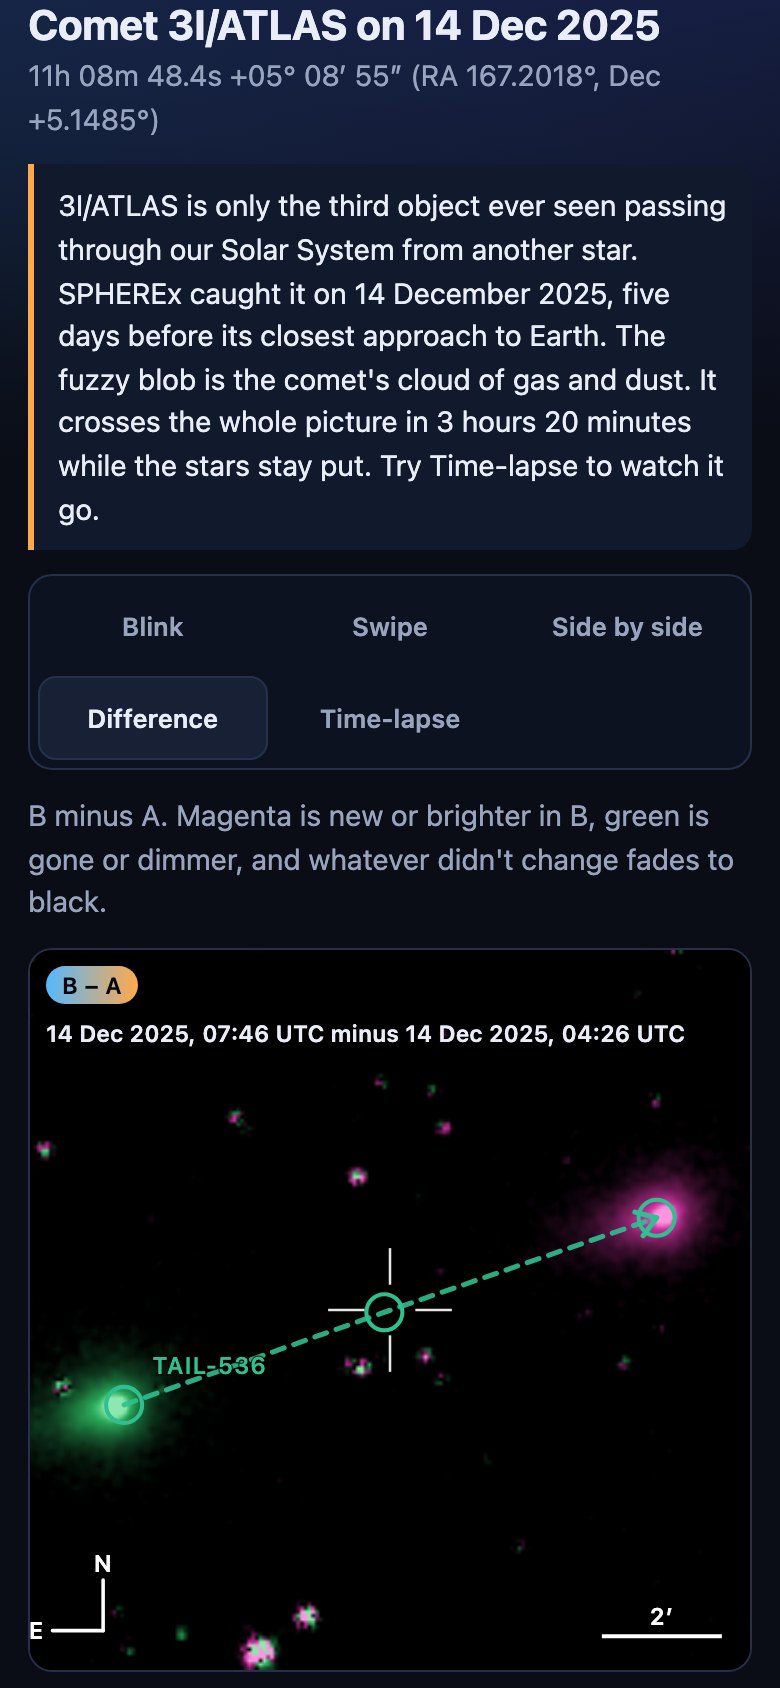 Comet 3I/ATLAS on 14 Dec 2025
11h 08m 48.4s +05° 08′ 55″ (RA 167.2018°, Dec
+5.1485°)
3I/ATLAS is only the third object ever seen passing
through our Solar System from another star.
SPHEREx caught it on 14 December 2025, five
days before its closest approach to Earth. The
fuzzy blob is the comet's cloud of gas and dust. It
crosses the whole picture in 3 hours 20 minutes
while the stars stay put. Try Time-lapse to watch it
go.
Blink Swipe Side by side
Difference Time-lapse
B minus A. Magenta is new or brighter in B, green is
gone or dimmer, and whatever didn't change fades to
black.
B – A
14 Dec 2025, 07:46 UTC minus 14 Dec 2025, 04:26 UTC
TAIL-536
N
E
2′